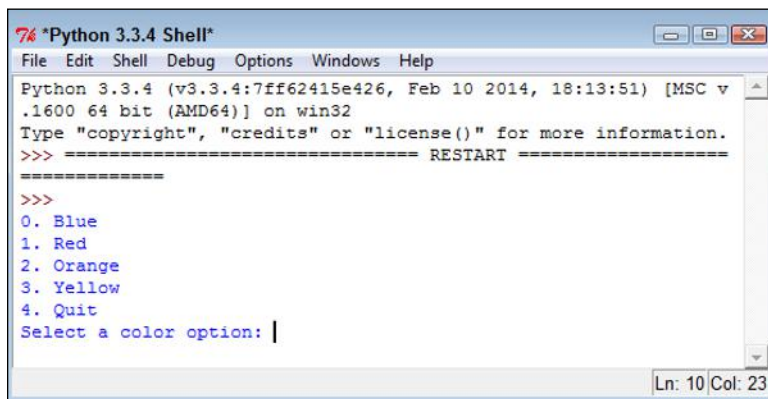 7% *Python 3.3.4 Shell*
File Edit Shell Debug Options Windows Help
Python 3.3.4 (v3.3.4:7ff62415e426, Feb 10 2014, 18:13:51) [MSC v
.1600 64 bit (AMD64)] on win32
Type "copyright", "credits" or "license()" for more information.
>>> ================================ RESTART ===================
=============
>>>
0. Blue
1. Red
2. Orange
3. Yellow
4. Quit
Select a color option:
Ln: 10 Col: 23